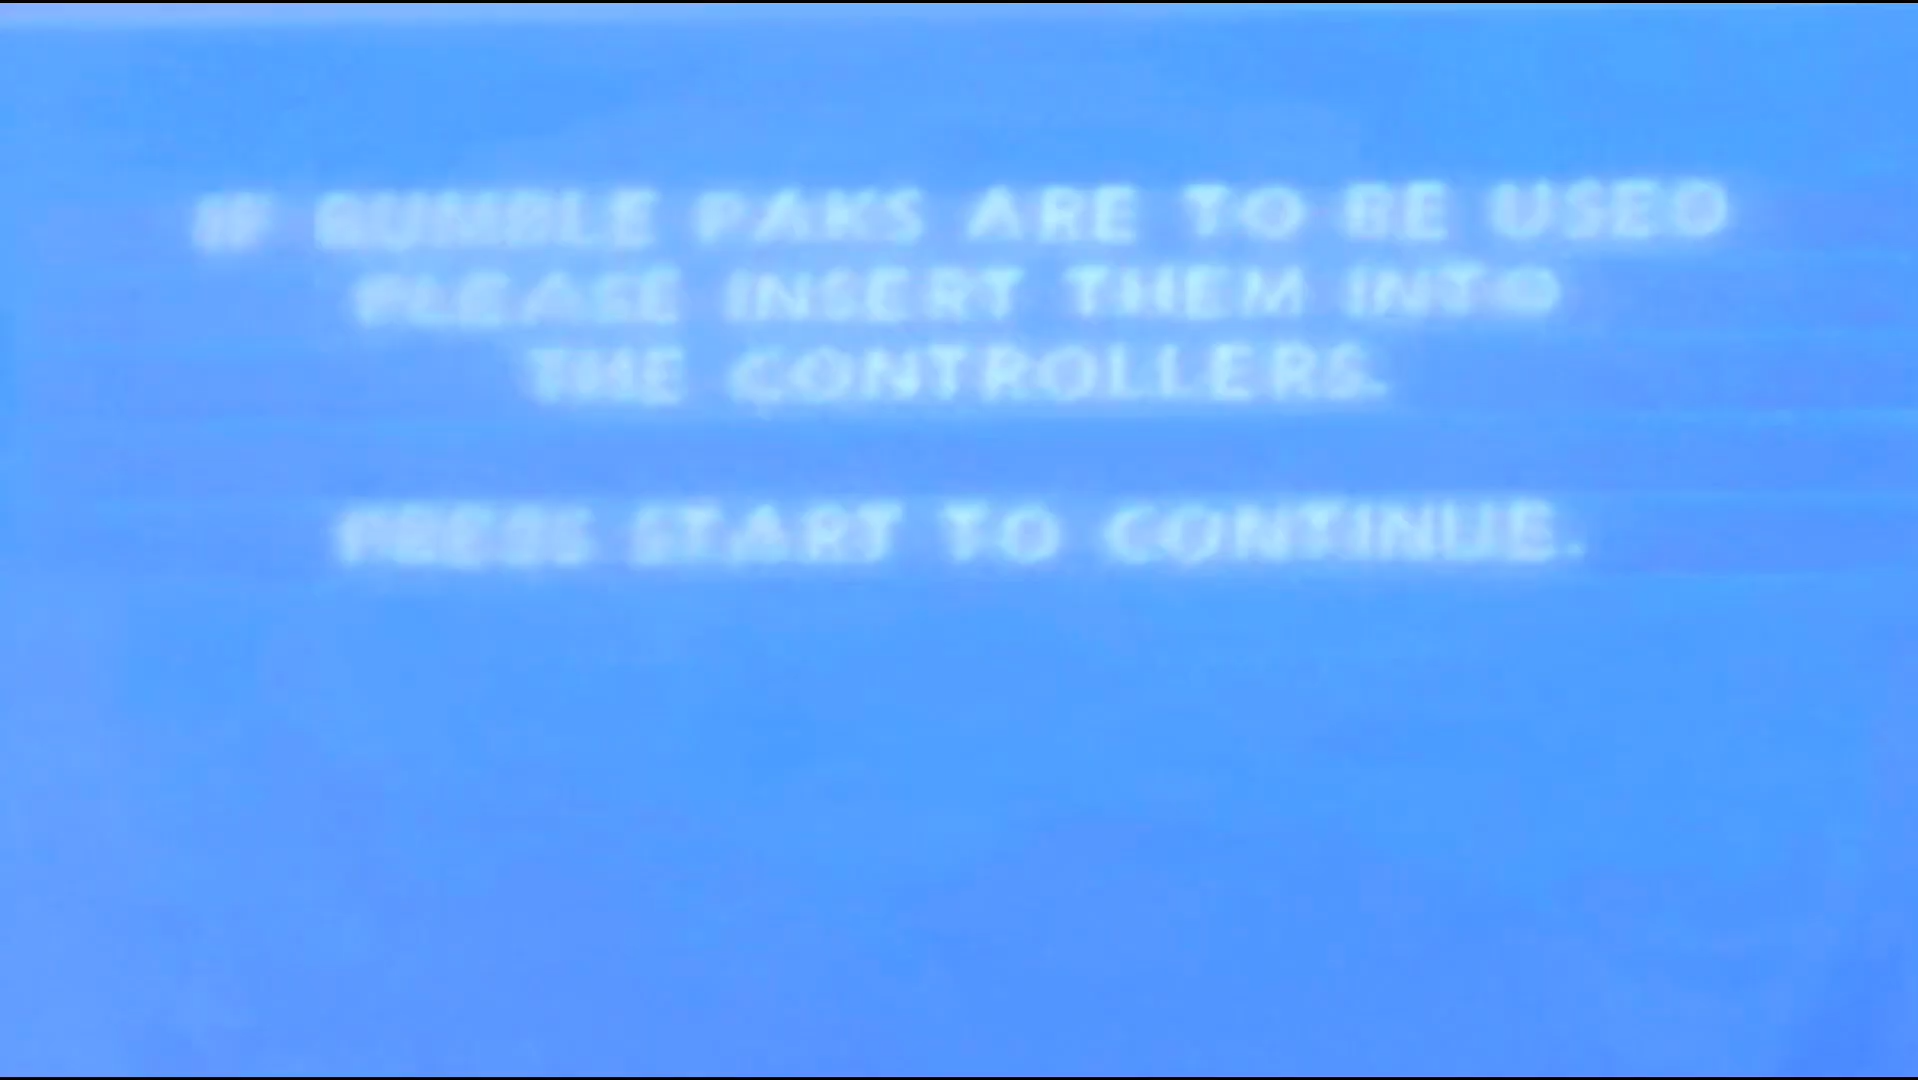 IF RUMBLE PAKS ARE TO BE USED
PLEASE INSERT THEM INTO
THE CONTROLLERS.
PRESS START TO CONTINUE.